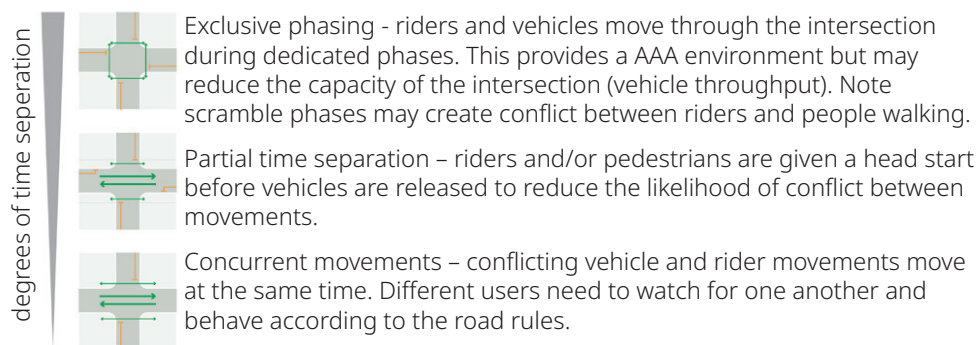 degrees of time seperation
Exclusive phasing - riders and vehicles move through the intersection
during dedicated phases. This provides a AAA environment but may
reduce the capacity of the intersection (vehicle throughput). Note
scramble phases may create conflict between riders and people walking.
Partial time separation – riders and/or pedestrians are given a head start
before vehicles are released to reduce the likelihood of conflict between
movements.
Concurrent movements – conflicting vehicle and rider movements move
at the same time. Different users need to watch for one another and
behave according to the road rules.